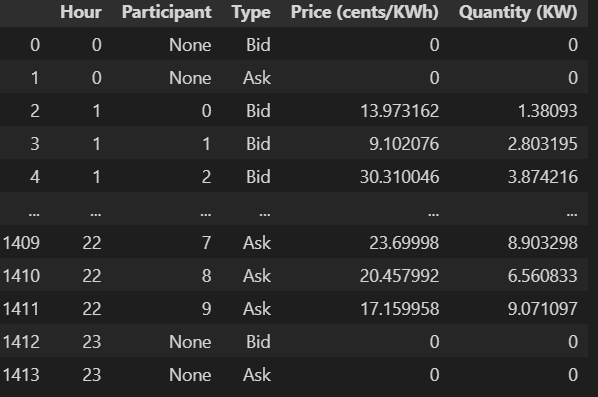 Hour Participant Type Price (cents/KWh) Quantity (KW)
0 0 None Bid 0 0
1 0 None Ask 0 0
2 1 0 Bid 13.973162 1.38093
3 1 1 Bid 9.102076 2.803195
4 1 2 Bid 30.310046 3.874216
... ... ... ... ... ...
1409 22 7 Ask 23.69998 8.903298
1410 22 8 Ask 20.457992 6.560833
1411 22 9 Ask 17.159958 9.071097
1412 23 None Bid 0 0
1413 23 None Ask 0 0